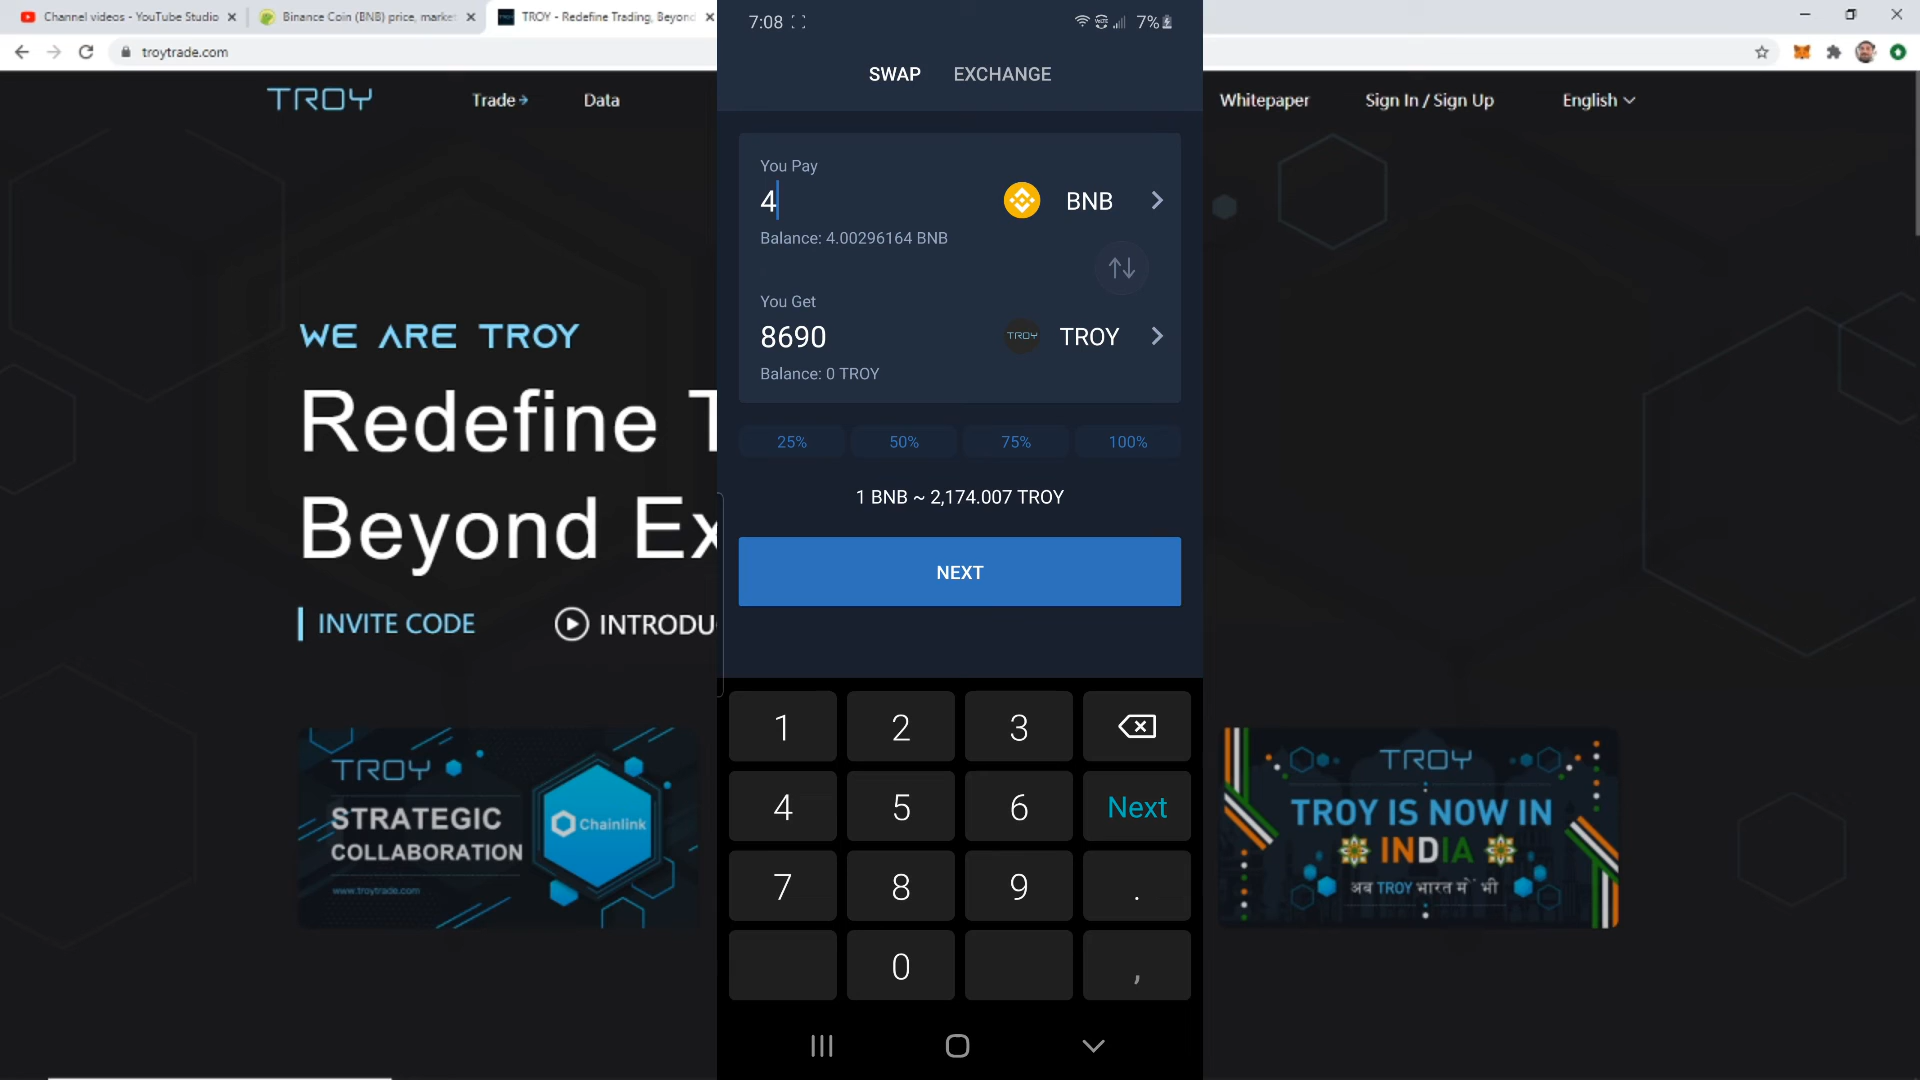 Channel videos - YouTube Studio
Binance Coin (BNB) price, market
TROY - Redefine Trading, Beyond
troytrade.com
TROY
Trade
Data
Whitepaper
Sign In / Sign Up
English
WE ARE TROY
Redefine T
Beyond Ex
INVITE CODE
INTRODU
TROY
STRATEGIC
COLLABORATION
www.troytrade.com
Chainlink
7:08
7%
SWAP
EXCHANGE
You Pay
4
BNB
Balance: 4.00296164 BNB
You Get
8690
TROY
TROY
Balance: 0 TROY
25%
50%
75%
100%
1 BNB ~ 2,174.007 TROY
NEXT
1
2
3
4
5
6
Next
7
8
9
.
0
,
TROY
TROY IS NOW IN
INDIA
अब TROY भारत में भी